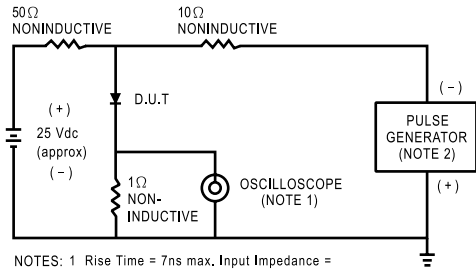 50Ω
NONINDUCTIVE
10Ω
NONINDUCTIVE
(+)
25 Vdc
(approx)
(−)
D.U.T
1Ω
NON-
INDUCTIVE
OSCILLOSCOPE
(NOTE 1)
(−)
PULSE
GENERATOR
(NOTE 2)
(+)
NOTES: 1 Rise Time = 7ns max. Input Impedance =